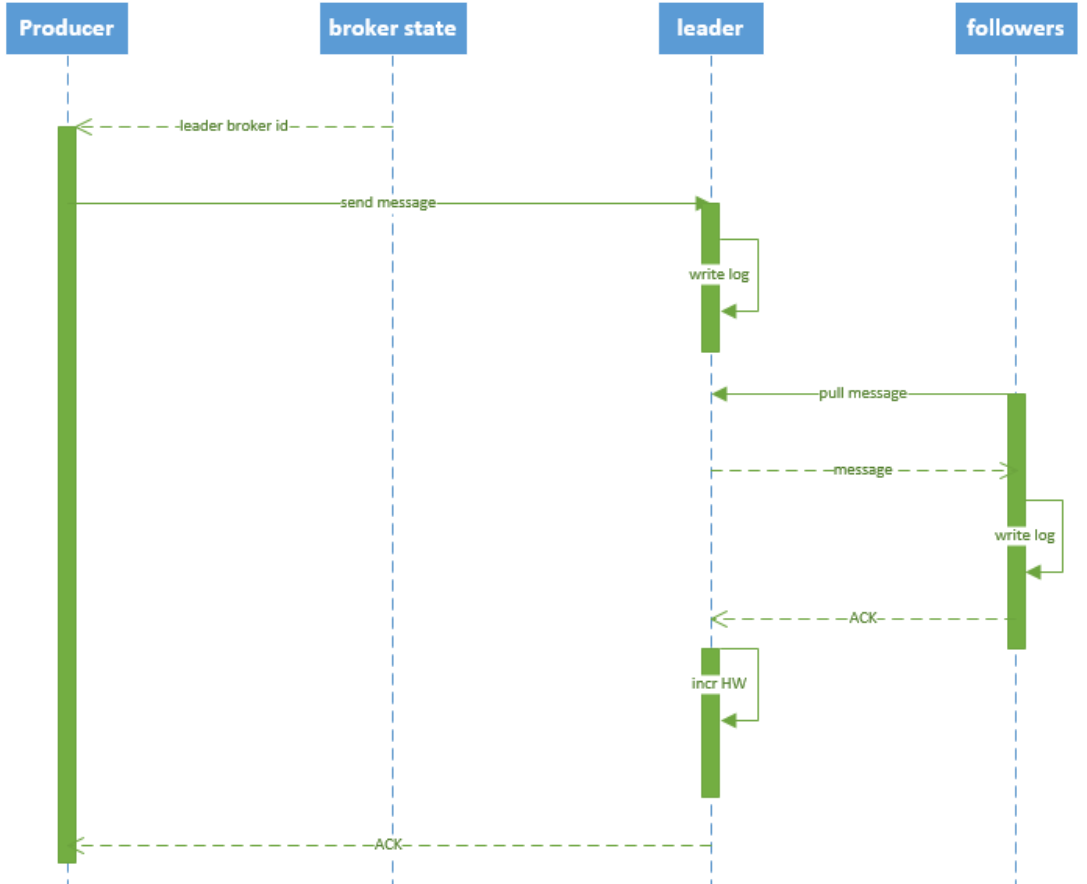 Producer
broker state
leader
followers
leader broker id
send message
write log
pull message
message
write log
ACK
incr HW
ACK